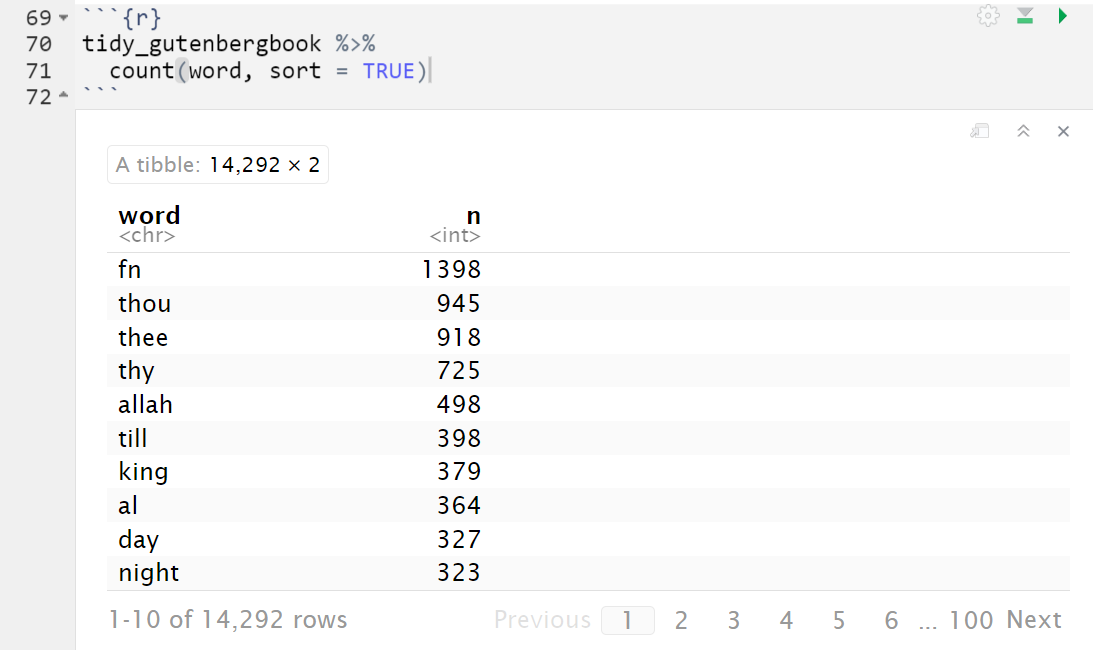 69 ```{r}
70 tidy_gutenbergbook %>%
71 count(word, sort = TRUE)
72 ```
A tibble: 14,292 × 2
word n
<chr> <int>
fn 1398
thou 945
thee 918
thy 725
allah 498
till 398
king 379
al 364
day 327
night 323
1-10 of 14,292 rows Previous 1 2 3 4 5 6 ... 100 Next